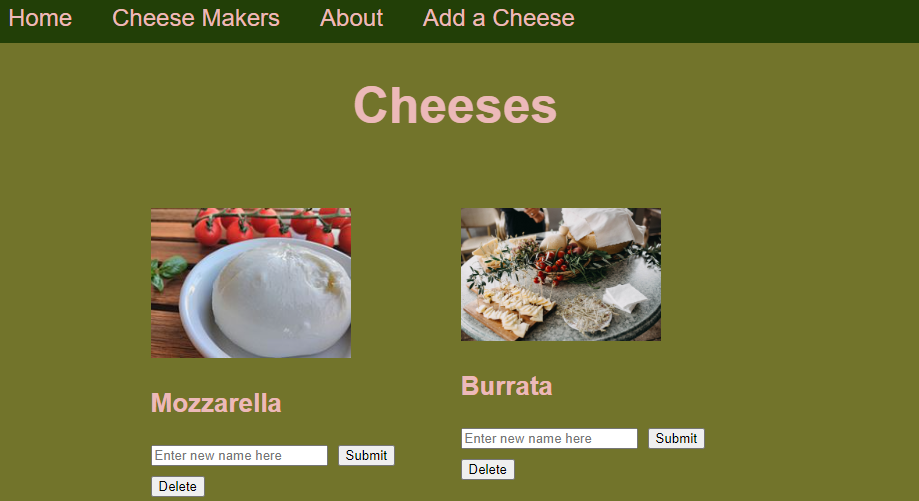 Home Cheese Makers About Add a Cheese
Cheeses
Mozzarella
Enter new name here Submit
Delete
Burrata
Enter new name here Submit
Delete